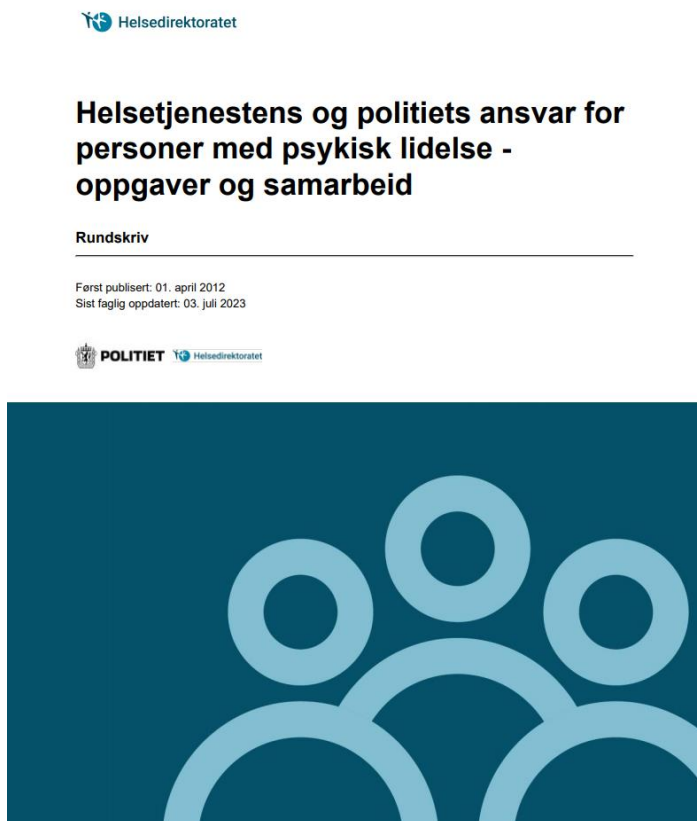 Helsedirektoratet
Helsetjenestens og politiets ansvar for
personer med psykisk lidelse -
oppgaver og samarbeid
Rundskriv
Først publisert: 01. april 2012
Sist faglig oppdatert: 03. juli 2023
POLITIET Helsedirektoratet